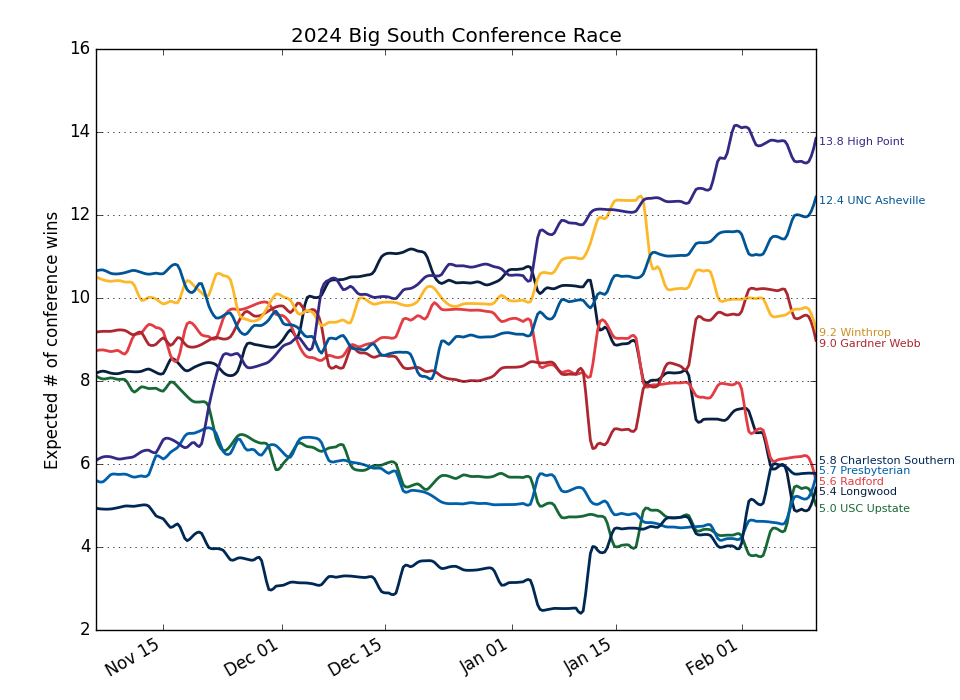 2024 Big South Conference Race
Expected # of conference wins
16
14
12
10
8
6
4
2
Nov 15
Dec 01
Dec 15
Jan 01
Jan 15
Feb 01
13.8 High Point
12.4 UNC Asheville
9.2 Winthrop
9.0 Gardner Webb
5.8 Charleston Southern
5.7 Presbyterian
5.6 Radford
5.4 Longwood
5.0 USC Upstate